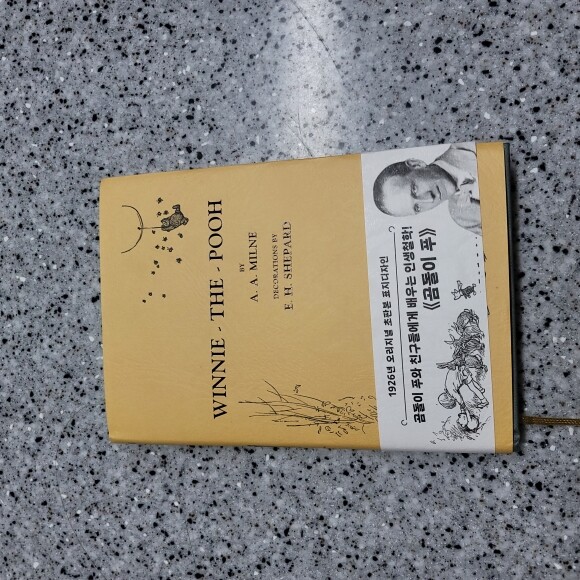 WINNIE - THE - POOH
BY
A. A. MILNE
DECORATIONS BY
E. H. SHEPARD
1926년 오리지널 초판본 표지디자인
곰돌이 푸와 친구들에게 배우는 인생철학!
《곰돌이 푸》